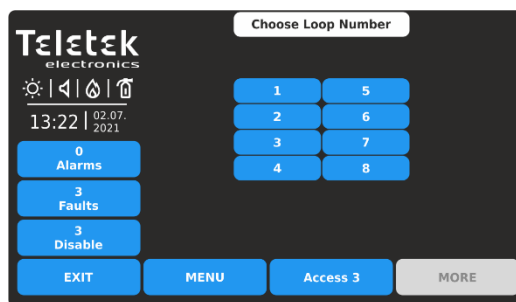 Teletek
electronics
13:22 | 02.07.
2021
0
Alarms
3
Faults
3
Disable
Choose Loop Number
1 5
2 6
3 7
4 8
EXIT MENU Access 3 MORE